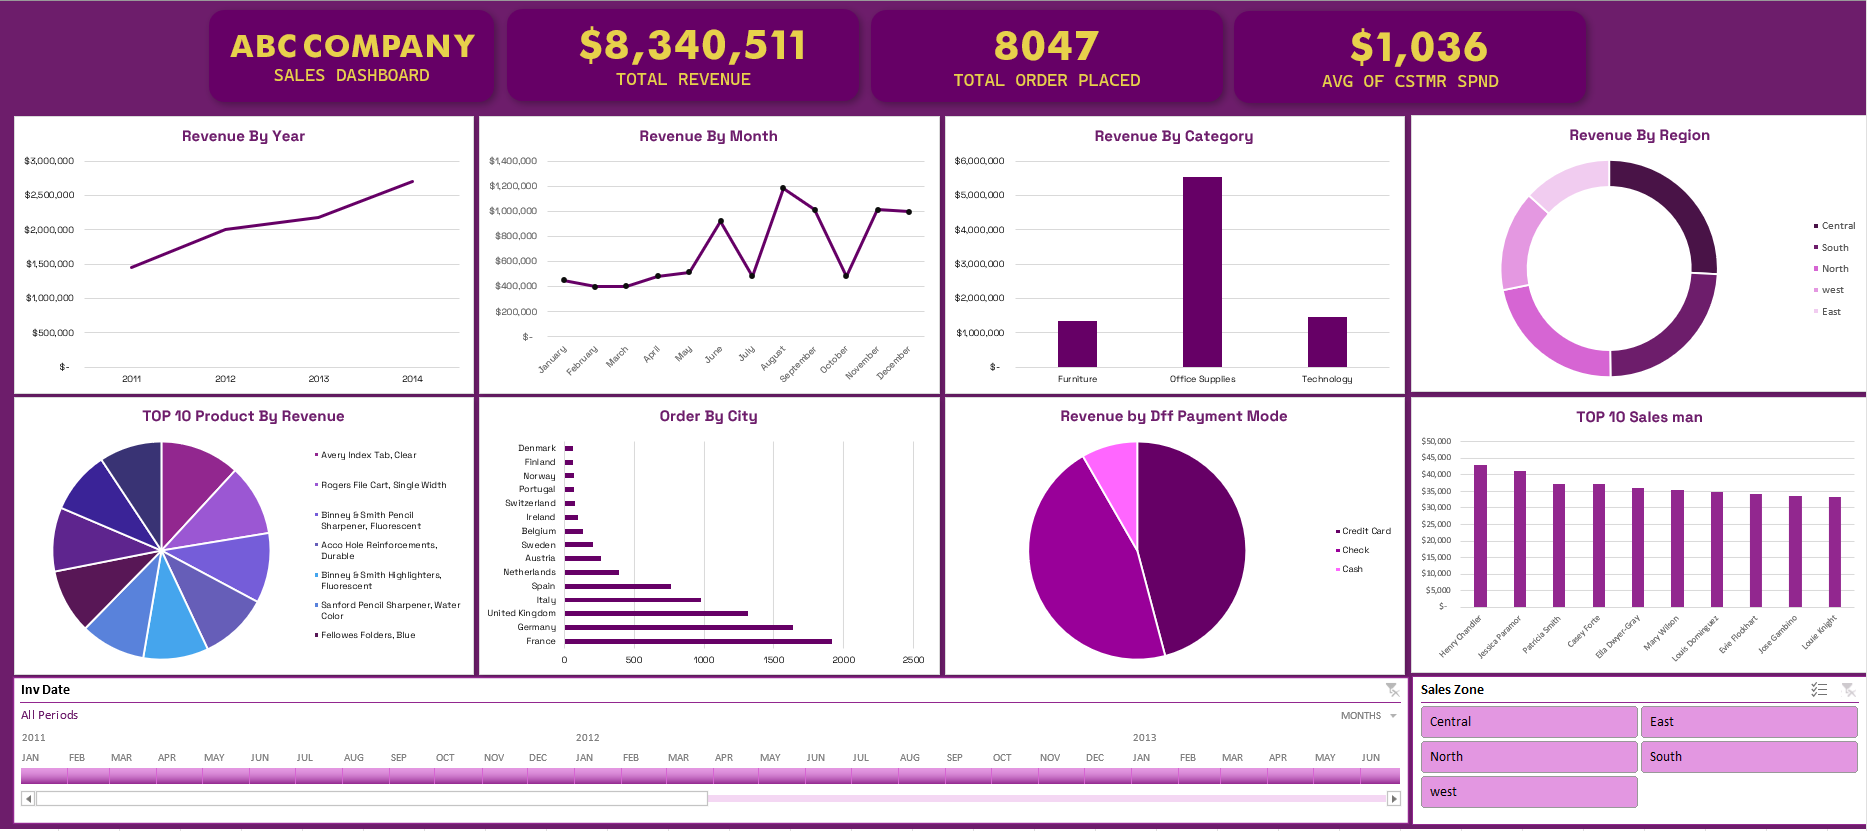 ABC COMPANY
SALES DASHBOARD
$8,340,511
TOTAL REVENUE
8047
TOTAL ORDER PLACED
$1,036
AVG OF CSTMR SPND
Revenue By Year
$3,000,000
$2,500,000
$2,000,000
$1,500,000
$1,000,000
$500,000
$-
2011 2012 2013 2014
Revenue By Month
$1,400,000
$1,200,000
$1,000,000
$800,000
$600,000
$400,000
$200,000
$-
January February March April May June July August September October November December
Revenue By Category
$6,000,000
$5,000,000
$4,000,000
$3,000,000
$2,000,000
$1,000,000
$-
Furniture Office Supplies Technology
Revenue By Region
Central
South
North
west
East
TOP 10 Product By Revenue
Avery Index Tab, Clear
Rogers File Cart, Single Width
Binney & Smith Pencil
Sharpener, Fluorescent
Acco Hole Reinforcements,
Durable
Binney & Smith Highlighters,
Fluorescent
Sanford Pencil Sharpener, Water
Color
Fellowes Folders, Blue
Order By City
Denmark
Finland
Norway
Portugal
Switzerland
Ireland
Belgium
Sweden
Austria
Netherlands
Spain
Italy
United Kingdom
Germany
France
0 500 1000 1500 2000 2500
Revenue by Dff Payment Mode
Credit Card
Check
Cash
TOP 10 Sales man
$50,000
$45,000
$40,000
$35,000
$30,000
$25,000
$20,000
$15,000
$10,000
$5,000
$-
Henry Chandler Jessica Paramor Patricia Smith Casey Forte Ella Dwyer-Gray Mary Wilson Louis Dominguez Evie Flockhart Jose Gambino Louie Knight
Inv Date
All Periods MONTHS
2011 2012 2013
JAN FEB MAR APR MAY JUN JUL AUG SEP OCT NOV DEC JAN FEB MAR APR MAY JUN JUL AUG SEP OCT NOV DEC JAN FEB MAR APR MAY JUN
Sales Zone
Central East
North South
west